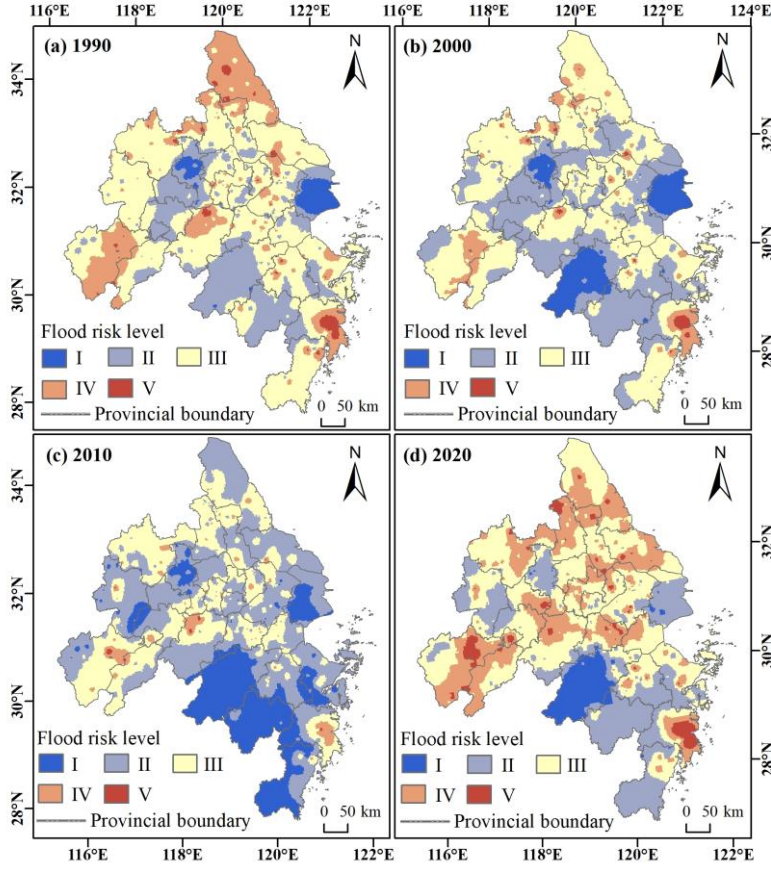 116°E 118°E 120°E 122°E 116°E 118°E 120°E 122°E 124°E
(a) 1990
N
34°N
32°N
30°N
28°N
Flood risk level
I II III
IV V
0 50 km
Provincial boundary
(b) 2000
N
32°N
30°N
28°N
Flood risk level
I II III
IV V
0 50 km
Provincial boundary
(c) 2010
N
34°N
32°N
30°N
28°N
Flood risk level
I II III
IV V
0 50 km
Provincial boundary
(d) 2020
N
32°N
30°N
28°N
Flood risk level
I II III
IV V
0 50 km
Provincial boundary
116°E 118°E 120°E 122°E 116°E 118°E 120°E 122°E